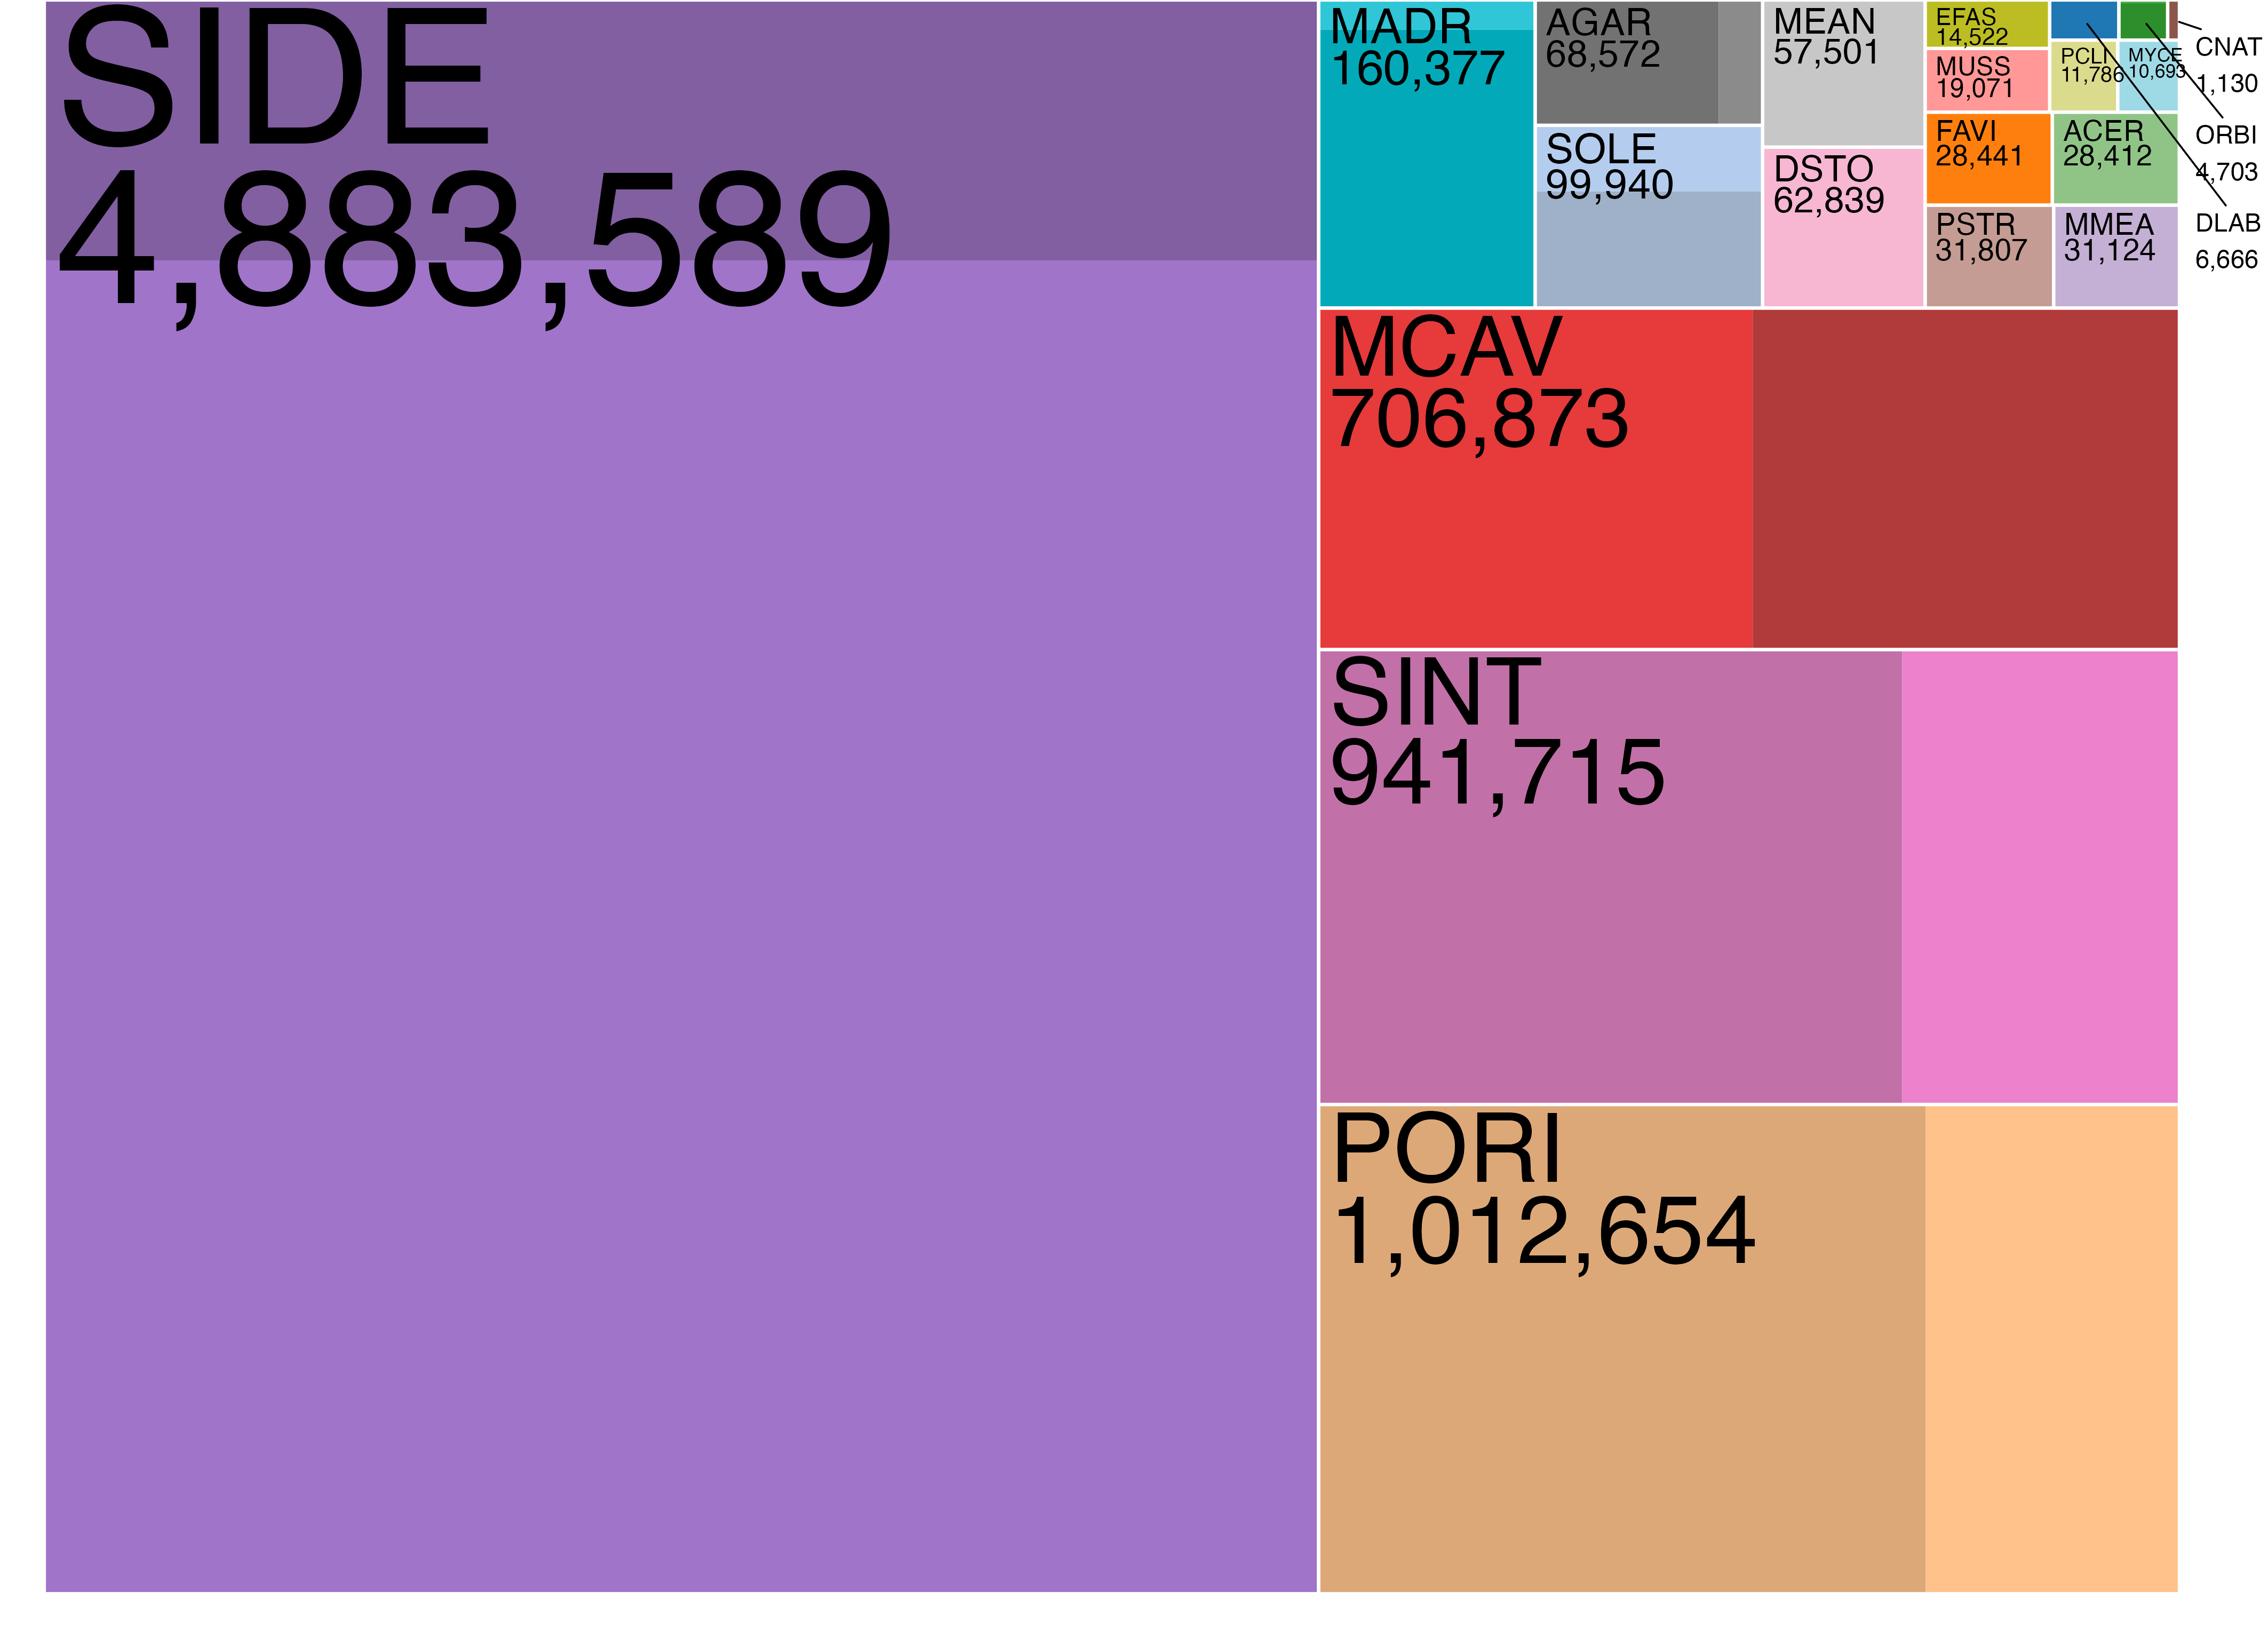 SIDE
4,883,589
MADR
160,377
AGAR
68,572
SOLE
99,940
MEAN
57,501
DSTO
62,839
EFAS
14,522
MUSS
19,071
PCLI
11,786
MYCE
10,693
FAVI
28,441
ACER
28,412
PSTR
31,807
MMEA
31,124
CNAT
1,130
ORBI
4,703
DLAB
6,666
MCAV
706,873
SINT
941,715
PORI
1,012,654